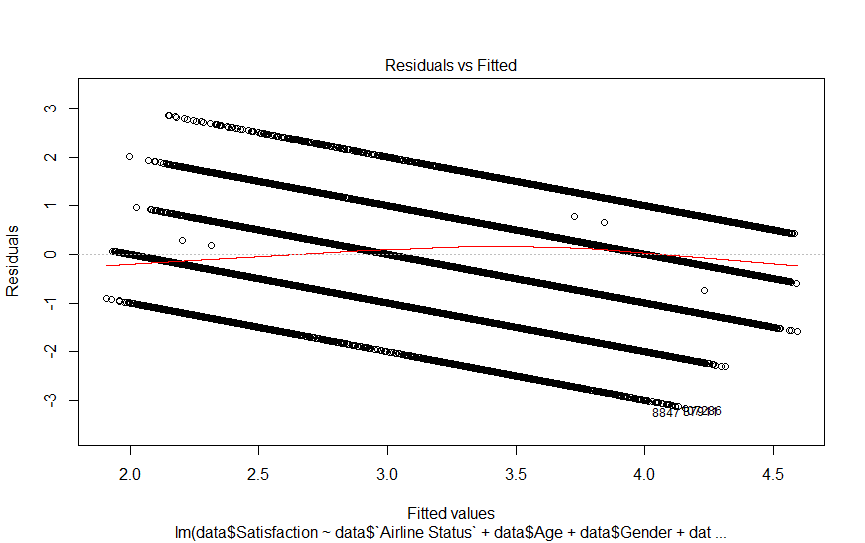 Residuals vs Fitted
3
2
1
0
-1
-2
-3
Residuals
8847
2.0 2.5 3.0 3.5 4.0 4.5
Fitted values
lm(data$Satisfaction ~ data$`Airline Status` + data$Age + data$Gender + dat ...